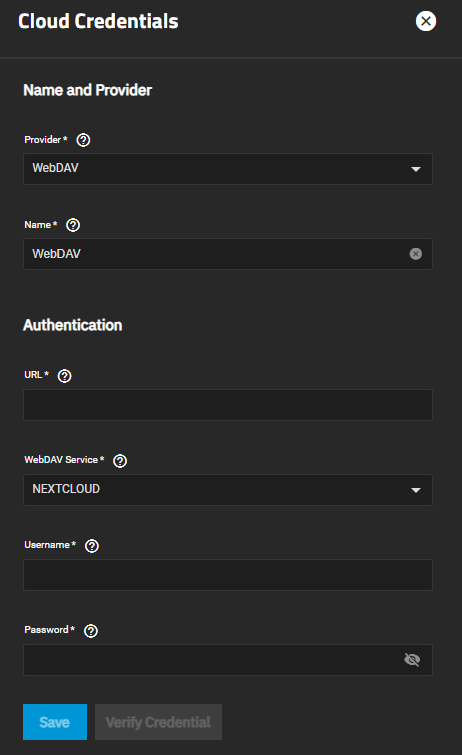 Cloud Credentials
Name and Provider
Provider *
WebDAV
Name *
WebDAV
Authentication
URL *
WebDAV Service *
NEXTCLOUD
Username *
Password *
Save Verify Credential